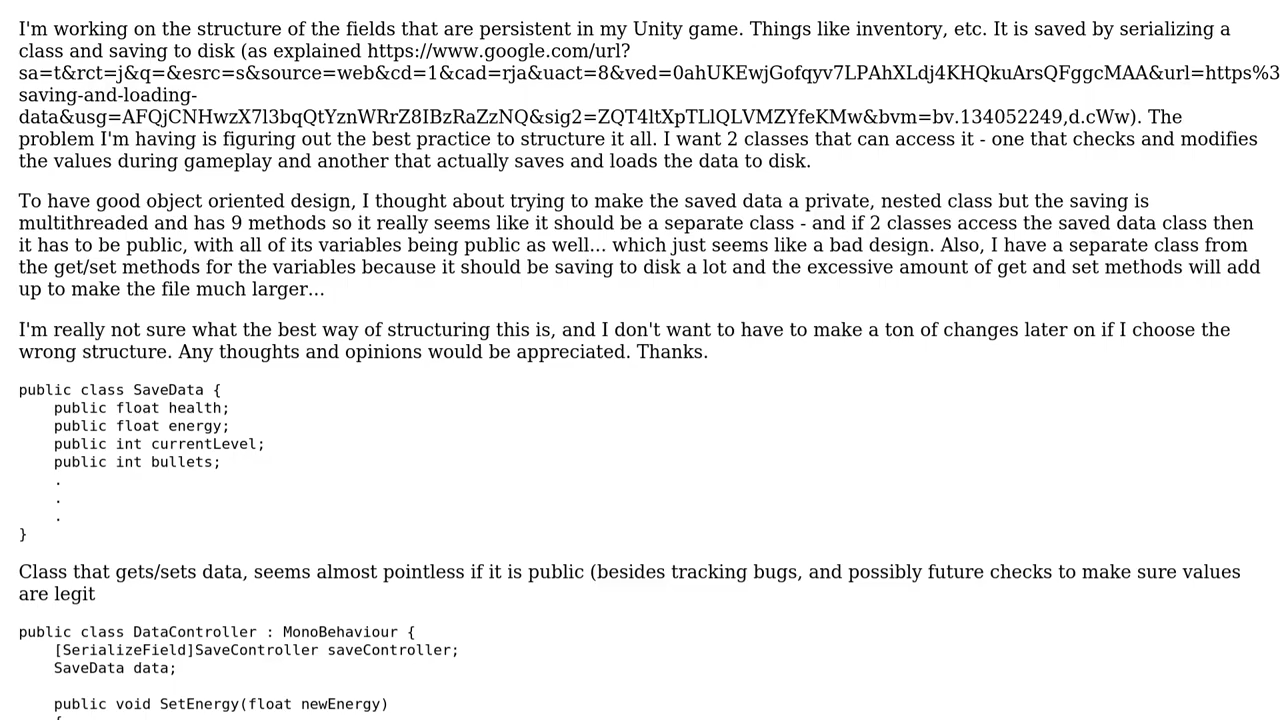 I'm working on the structure of the fields that are persistent in my Unity game. Things like inventory, etc. It is saved by serializing a
class and saving to disk (as explained https://www.google.com/url?
sa=t&rct=j&q=&esrc=s&source=web&cd=1&cad=rja&uact=8&ved=0ahUKEwjGofqyv7LPAhXLdj4KHQkuArsQFggcMAA&url=https%3
saving-and-loading-
data&usg=AFQjCNHwzX7l3bqQtYznWRrZ8IBzRaZzNQ&sig2=ZQT4ltXpTLlQLVMZYfeKMw&bvm=bv.134052249,d.cWw). The
problem I'm having is figuring out the best practice to structure it all. I want 2 classes that can access it - one that checks and modifies
the values during gameplay and another that actually saves and loads the data to disk.
To have good object oriented design, I thought about trying to make the saved data a private, nested class but the saving is
multithreaded and has 9 methods so it really seems like it should be a separate class - and if 2 classes access the saved data class then
it has to be public, with all of its variables being public as well... which just seems like a bad design. Also, I have a separate class from
the get/set methods for the variables because it should be saving to disk a lot and the excessive amount of get and set methods will add
up to make the file much larger...
I'm really not sure what the best way of structuring this is, and I don't want to have to make a ton of changes later on if I choose the
wrong structure. Any thoughts and opinions would be appreciated. Thanks.
public class SaveData {
    public float health;
    public float energy;
    public int currentLevel;
    public int bullets;
    .
    .
    .
}
Class that gets/sets data, seems almost pointless if it is public (besides tracking bugs, and possibly future checks to make sure values
are legit
public class DataController : MonoBehaviour {
    [SerializeField]SaveController saveController;
    SaveData data;
    public void SetEnergy(float newEnergy)
    {